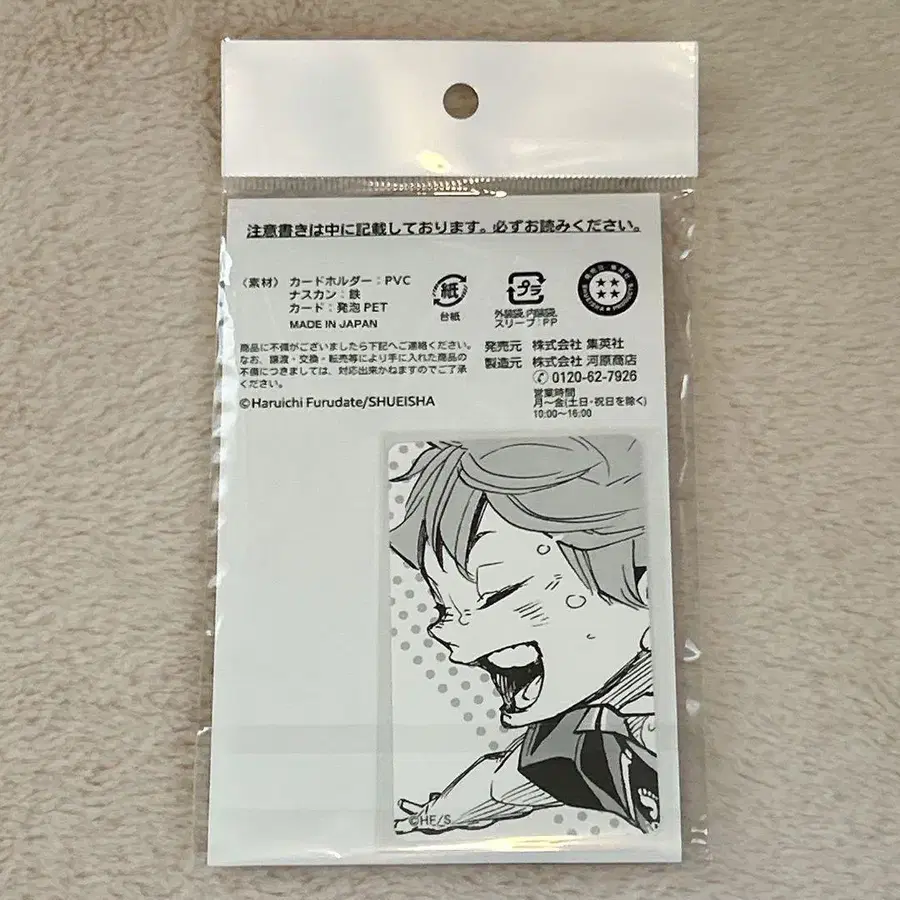 注意書きは中に記載しております。必ずお読みください。
〈素材〉 カードホルダー：PVC
ナスカン：鉄
カード：発泡PET
MADE IN JAPAN
紙
台紙
プラ
外装袋、内装袋、
スリーブ：PP
商品に不備がございましたら下記へご連絡ください。
なお、譲渡・交換・転売等により手に入れた商品の
不備につきましては、対応出来かねますのでご了承
ください。
©Haruichi Furudate/SHUEISHA
発売元 株式会社 集英社
製造元 株式会社 河原商店
0120-62-7926
営業時間
月～金(土日・祝日を除く)
10:00～16:00
©HF/S